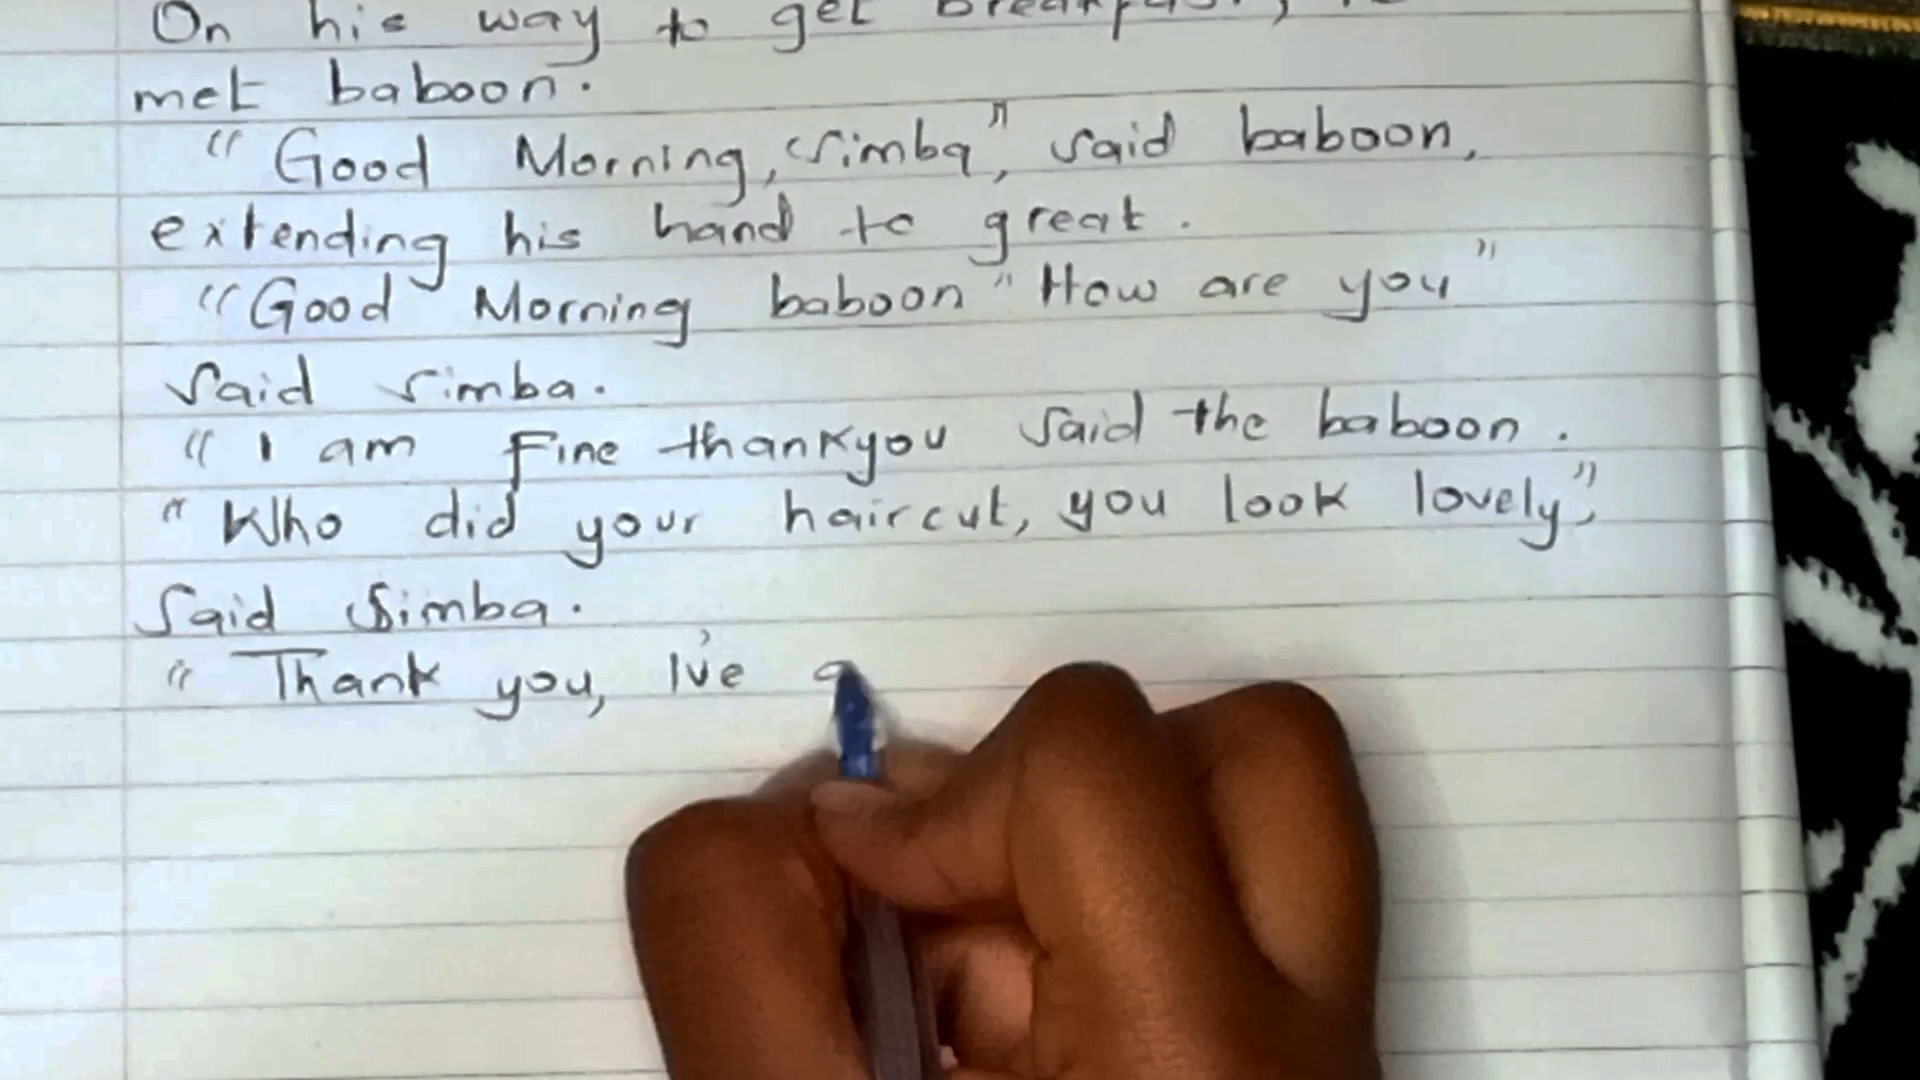 On his way to get breakfast, 
met baboon.
"Good Morning, Simba", said baboon,
extending his hand to great.
"Good Morning baboon" How are you"
Said Simba.
"I am Fine thankyou said the baboon.
"Who did your haircut, you look lovely",
Said Simba.
"Thank you, I've